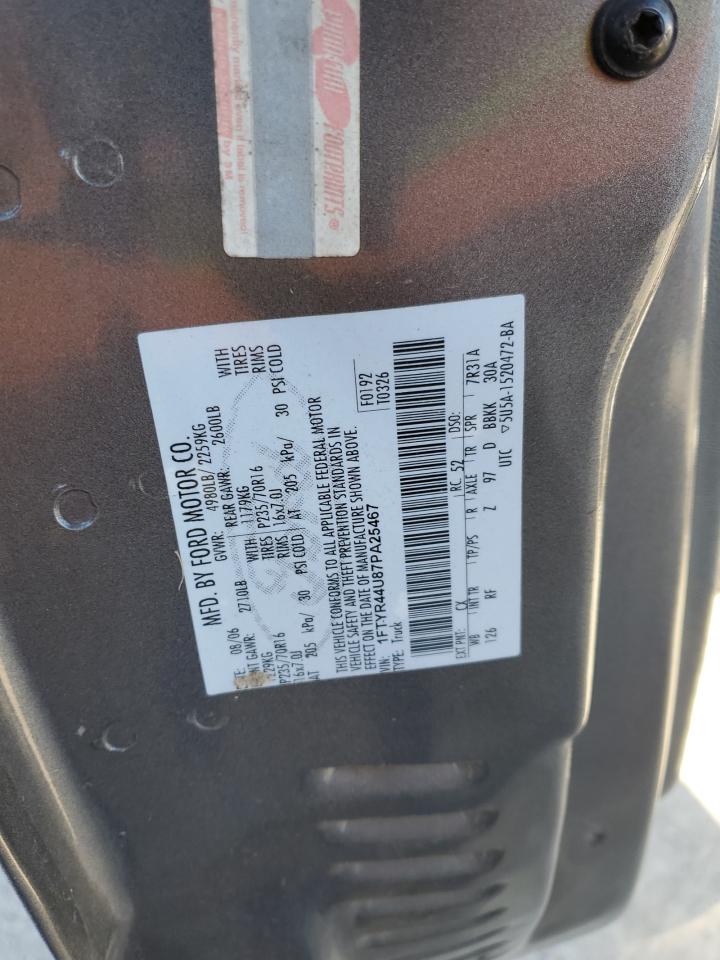 FOOTPRINTS®
by 3M
MFD. BY FORD MOTOR CO.
08/06
GVWR: 4980LB/ 2259KG
GAWR: 2710LB
REAR GAWR: 2600LB
1229KG
WITH
1179KG
WITH
P235/70R16
TIRES
P235/70R16
TIRES
16x7.0J
RIMS
16x7.0J
RIMS
AT 205 kPa/ 30 PSI COLD
AT 205 kPa/ 30 PSI COLD
THIS VEHICLE CONFORMS TO ALL APPLICABLE FEDERAL MOTOR
VEHICLE SAFETY AND THEFT PREVENTION STANDARDS IN
EFFECT ON THE DATE OF MANUFACTURE SHOWN ABOVE.
F0192
T0326
VIN: 1FTYR44U87PA25467
TYPE: Truck
EXT PNT: CX RC: 52 DSO:
WB INT TR TP/PS R AXLE TR SPR 7R31A
126 RF Z 97 D BBKK 30A
UTC ▽5U5A-1520472-BA